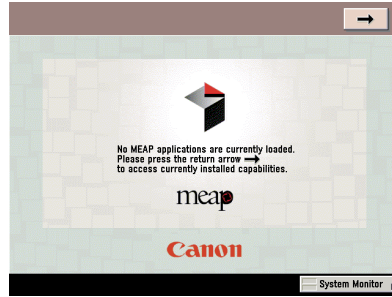 No MEAP applications are currently loaded.
Please press the return arrow →
to access currently installed capabilities.
meap
Canon
System Monitor